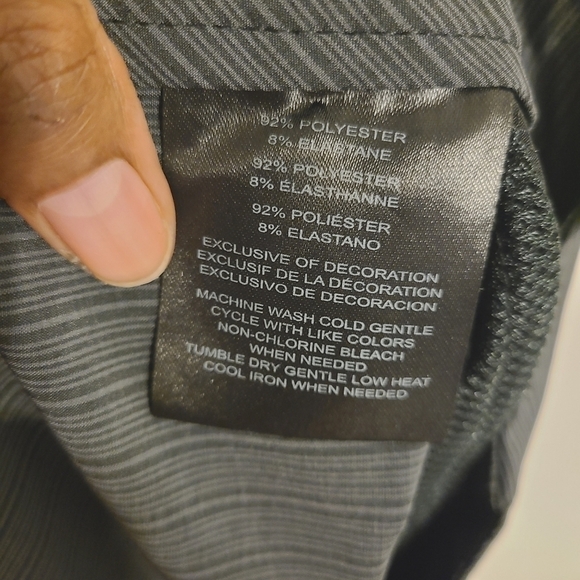 92% POLYESTER
8% ELASTANE
92% POLYESTER
8% ÉLASTHANNE
92% POLIÉSTER
8% ELASTANO
EXCLUSIVE OF DECORATION
EXCLUSIF DE LA DÉCORATION
EXCLUSIVO DE DECORACION
MACHINE WASH COLD GENTLE
CYCLE WITH LIKE COLORS
NON-CHLORINE BLEACH
WHEN NEEDED
TUMBLE DRY GENTLE LOW HEAT
COOL IRON WHEN NEEDED